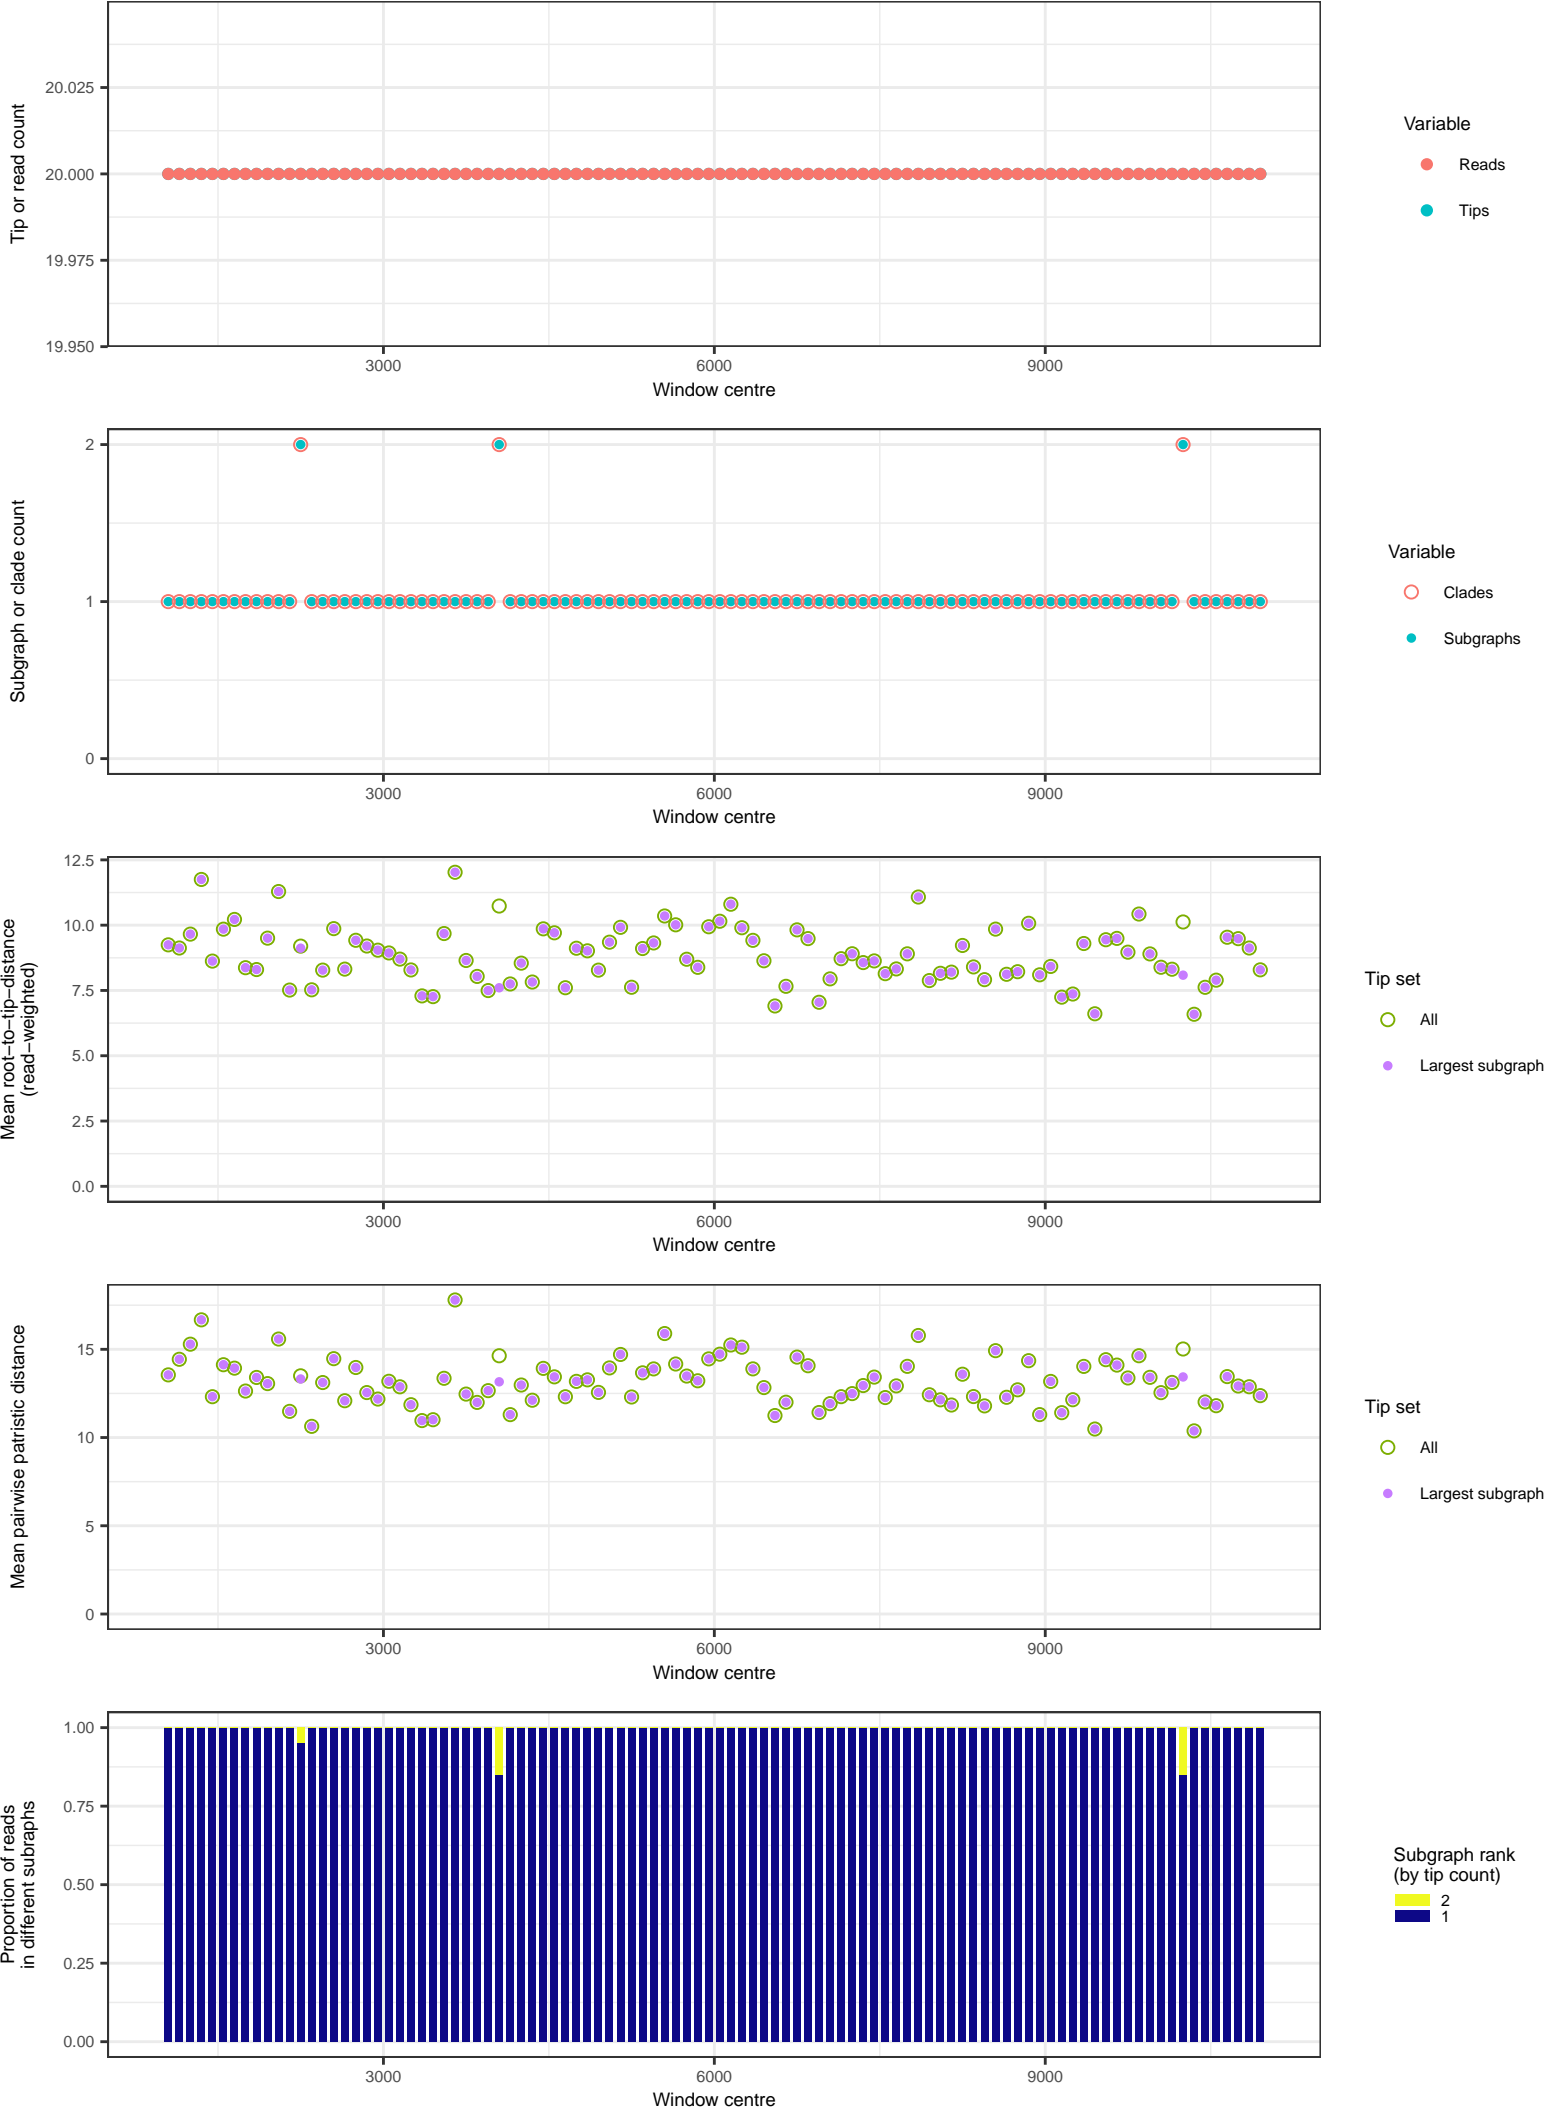 20.025
20.000
19.975
19.950
Tip or read count
3000 6000 9000
Window centre
Variable
Reads
Tips
2
1
0
Subgraph or clade count
3000 6000 9000
Window centre
Variable
Clades
Subgraphs
12.5
10.0
7.5
5.0
2.5
0.0
Mean root−to−tip−distance
(read−weighted)
3000 6000 9000
Window centre
Tip set
All
Largest subgraph
15
10
5
0
Mean pairwise patristic distance
3000 6000 9000
Window centre
Tip set
All
Largest subgraph
1.00
0.75
0.50
0.25
0.00
Proportion of reads
in different subraphs
3000 6000 9000
Window centre
Subgraph rank
(by tip count)
2
1